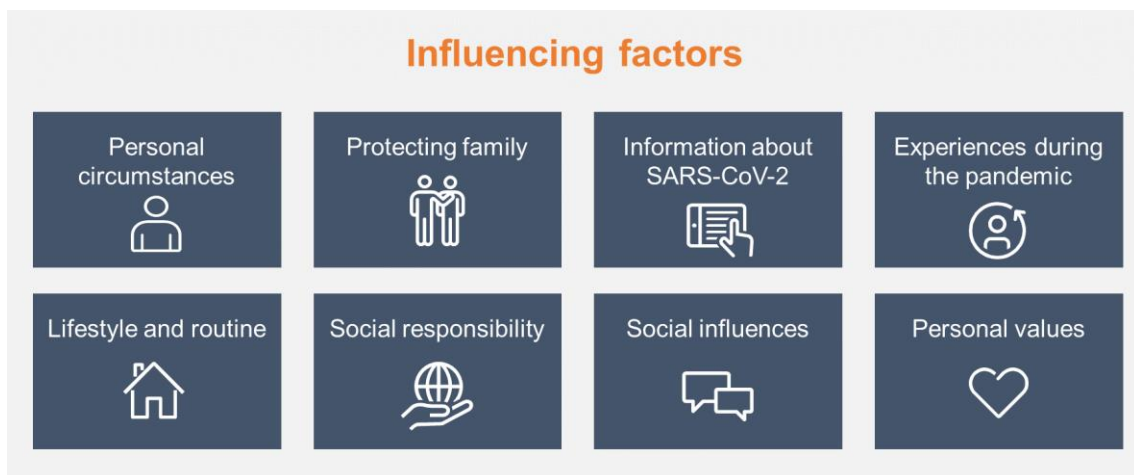 Influencing factors
Personal
circumstances
Protecting family
Information about
SARS-CoV-2
Experiences during
the pandemic
Lifestyle and routine
Social responsibility
Social influences
Personal values